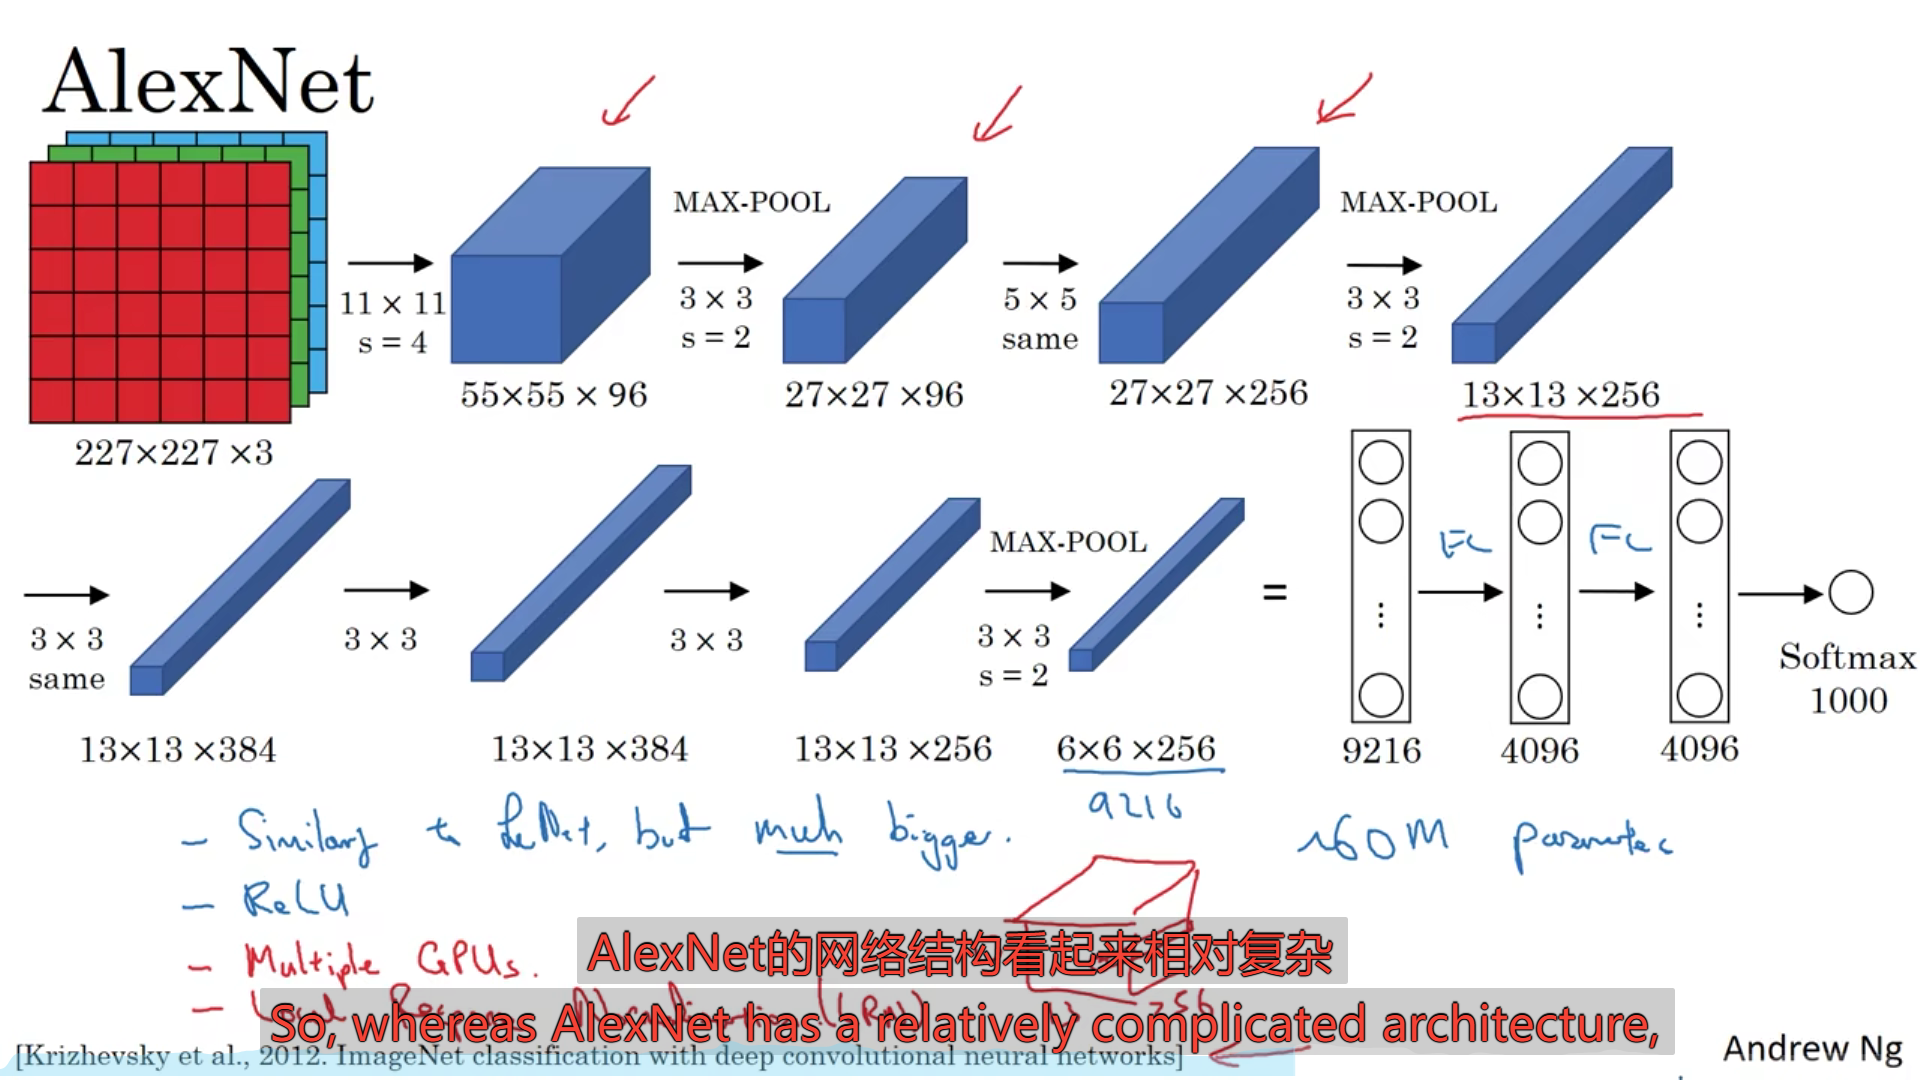 AlexNet
MAX-POOL
MAX-POOL
11 × 11
s = 4
3 × 3
s = 2
5 × 5
same
3 × 3
s = 2
227×227 ×3
55×55 × 96
27×27 ×96
27×27 ×256
13×13 ×256
FC
FC
MAX-POOL
3 × 3
same
3 × 3
3 × 3
3 × 3
s = 2
=
Softmax
1000
13×13 ×384
13×13 ×384
13×13 ×256
6×6 ×256
9216
4096
4096
9216
- Similar to LeNet, but much bigger.
~60M parameters
- ReLU
- Multiple GPUs.
AlexNet的网络结构看起来相对复杂
- Local Response Normalization (LRN)
256
So, whereas AlexNet has a relatively complicated architecture,
[Krizhevsky et al., 2012. ImageNet classification with deep convolutional neural networks]
Andrew Ng